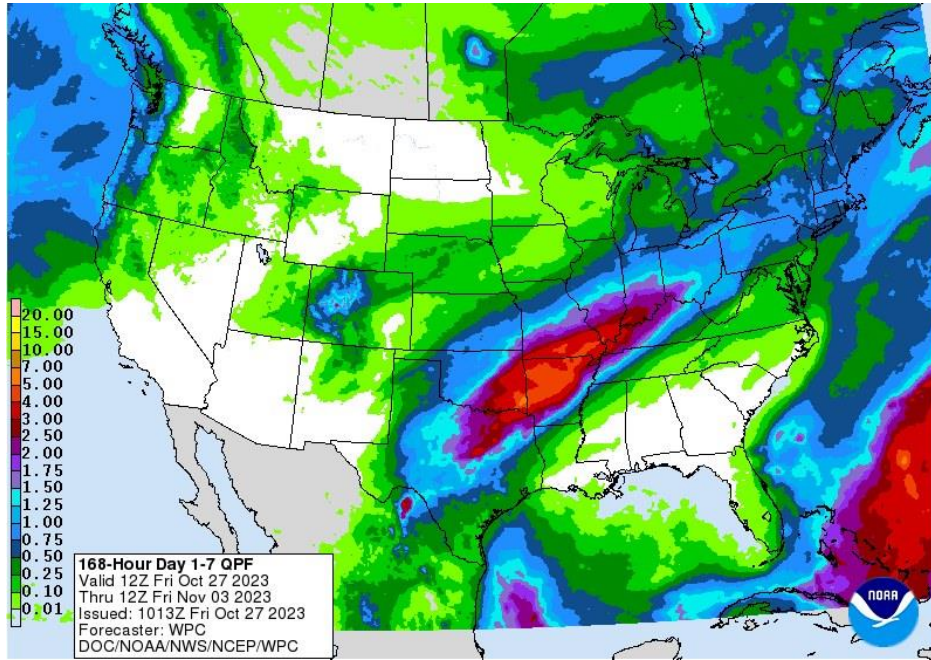 20.00
15.00
10.00
7.00
5.00
4.00
3.00
2.50
2.00
1.75
1.50
1.25
1.00
0.75
0.50
0.25
0.10
0.01
168-Hour Day 1-7 QPF
Valid 12Z Fri Oct 27 2023
Thru 12Z Fri Nov 03 2023
Issued: 1013Z Fri Oct 27 2023
Forecaster: WPC
DOC/NOAA/NWS/NCEP/WPC
NOAA